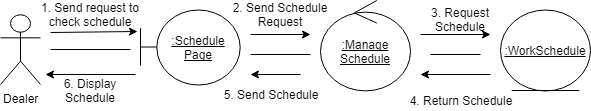 1. Send request to
check schedule
2. Send Schedule
Request
3. Request
Schedule
:Schedule
Page
:Manage
Schedule
:WorkSchedule
6. Display
Schedule
5. Send Schedule
4. Return Schedule
Dealer